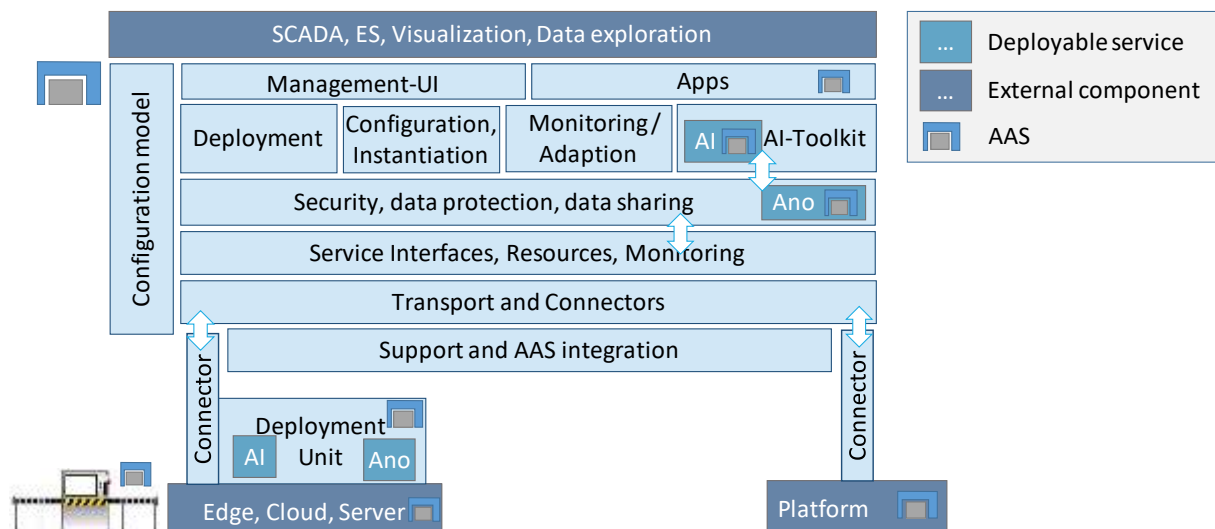 SCADA, ES, Visualization, Data exploration
Configuration model
Management-UI
Apps
Deployment
Configuration,
Instantiation
Monitoring/
Adaption
AI
AI-Toolkit
Security, data protection, data sharing
Ano
Service Interfaces, Resources, Monitoring
Transport and Connectors
Support and AAS integration
Connector
Connector
Deployment
Unit
AI
Ano
Edge, Cloud, Server
Platform
...
Deployable service
...
External component
AAS